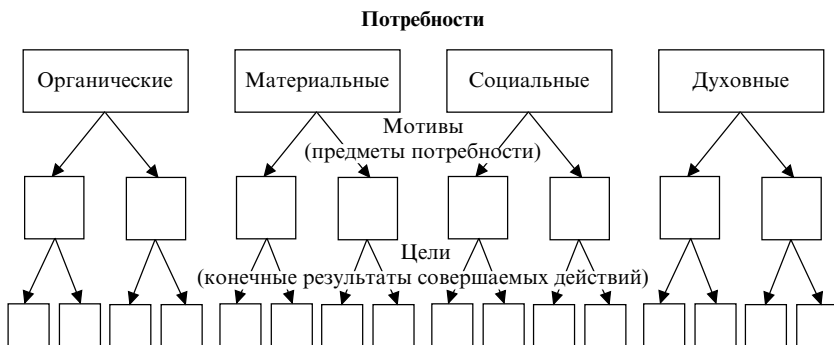 Потребности
Органические
Материальные
Социальные
Духовные
Мотивы
(предметы потребности)
Цели
(конечные результаты совершаемых действий)